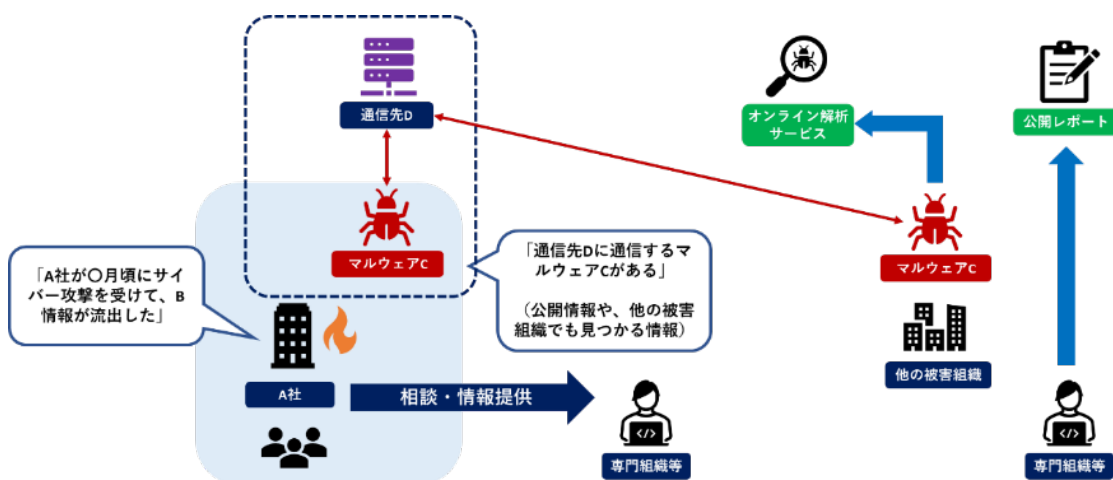 通信先D
オンライン解析
サービス
公開レポート
マルウェアC
「A社が〇月頃にサイ
バー攻撃を受けて、B
情報が流出した」
「通信先Dに通信するマ
ルウェアCがある」
（公開情報や、他の被害
組織でも見つかる情報）
マルウェアC
他の被害組織
A社
相談・情報提供
</>
専門組織等
</>
専門組織等